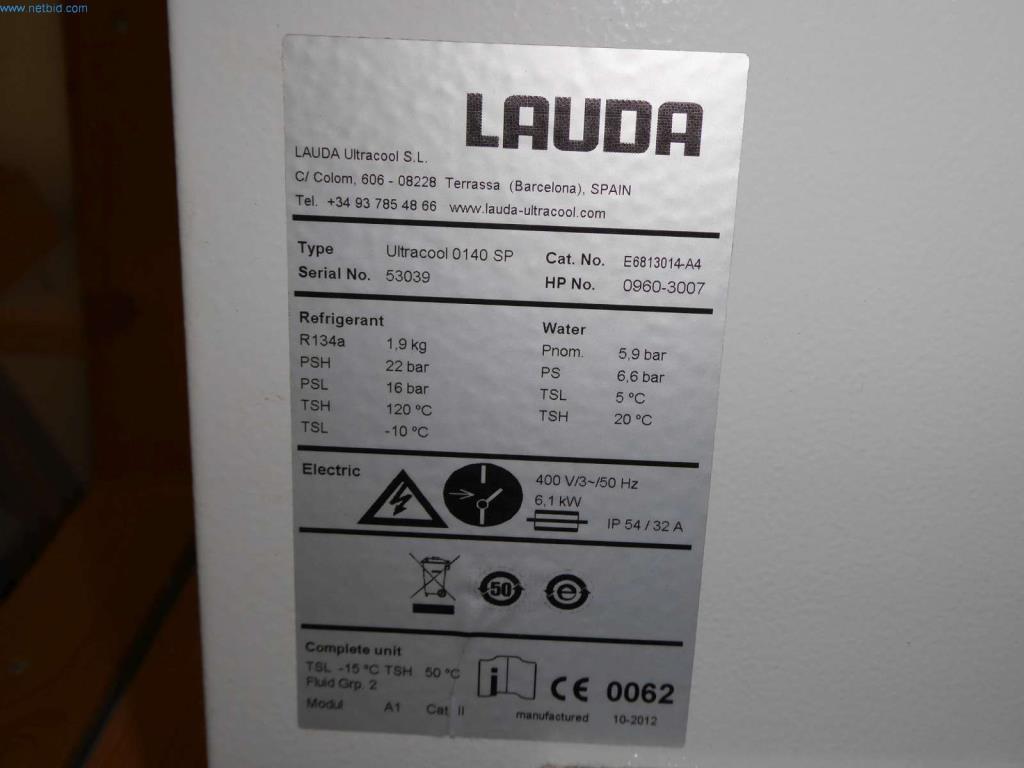 www.netbid.com
LAUDA
LAUDA Ultracool S.L.
C/ Colom, 606 - 08228 Terrassa (Barcelona), SPAIN
Tel. +34 93 785 48 66 www.lauda-ultracool.com
Type Ultracool 0140 SP Cat. No. E6813014-A4
Serial No. 53039 HP No. 0960-3007
Refrigerant Water
R134a 1,9 kg Pnom. 5,9 bar
PSH 22 bar PS 6,6 bar
PSL 16 bar TSL 5 °C
TSH 120 °C TSH 20 °C
TSL -10 °C
Electric 400 V/3~/50 Hz
6,1 kW
IP 54 / 32 A
50 e
Complete unit
TSL -15 °C TSH 50 °C
Fluid Grp. 2 i CE 0062
Modul A1 Cat II manufactured 10-2012